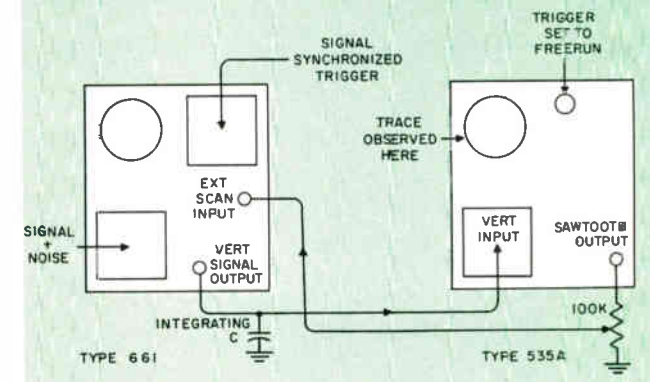 TRIGGER
SET TO
FREERUN
SIGNAL
SYNCHRONIZED
TRIGGER
TRACE
OBSERVED
HERE
EXT
SCAN
INPUT
SIGNAL
+
NOISE
VERT
SIGNAL
OUTPUT
VERT
INPUT
SAWTOOTH
OUTPUT
INTEGRATING
C
100K
TYPE 661
TYPE 535A